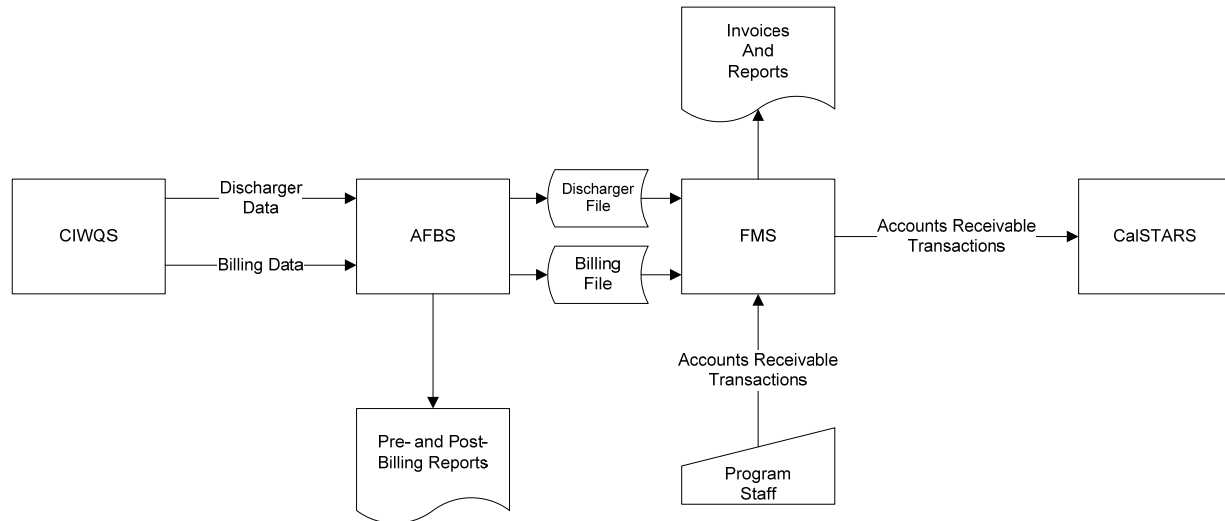 Invoices
And
Reports
CIWQS
Discharger
Data
Billing Data
AFBS
Discharger
File
Billing
File
FMS
Accounts Receivable
Transactions
CalSTARS
Accounts Receivable
Transactions
Pre- and Post-
Billing Reports
Program
Staff